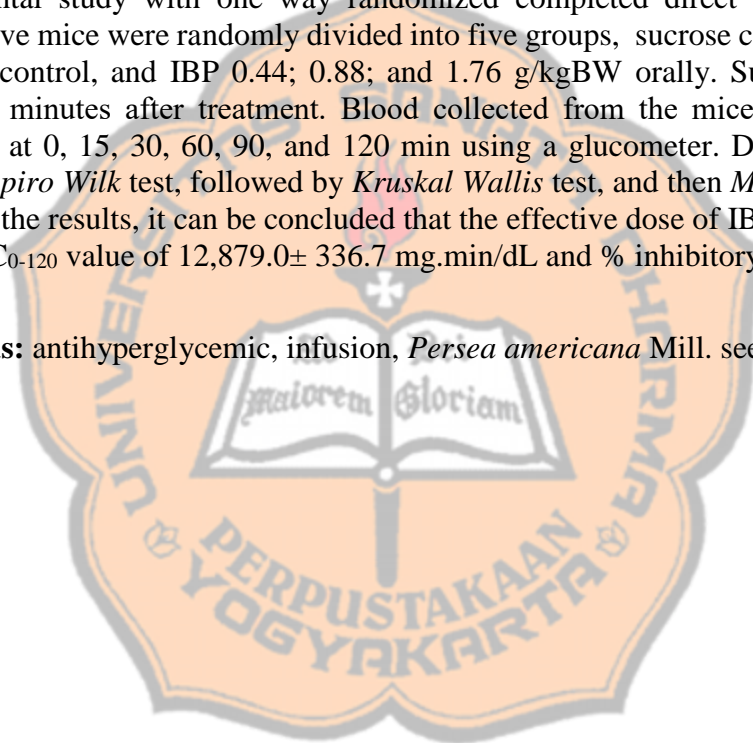 ntal study with one way randomized completed direct
ve mice were randomly divided into five groups, sucrose c
control, and IBP 0.44; 0.88; and 1.76 g/kgBW orally. Su
minutes after treatment. Blood collected from the mice
at 0, 15, 30, 60, 90, and 120 min using a glucometer. D
piro Wilk test, followed by Kruskal Wallis test, and then M
the results, it can be concluded that the effective dose of IB
C0-120 value of 12,879.0± 336.7 mg.min/dL and % inhibitory
s: antihyperglycemic, infusion, Persea americana Mill. see
UNIVERSITAS SANATA DHARMA
Ad Dei
Maiorem Gloriam
PERPUSTAKAAN
YOGYAKARTA